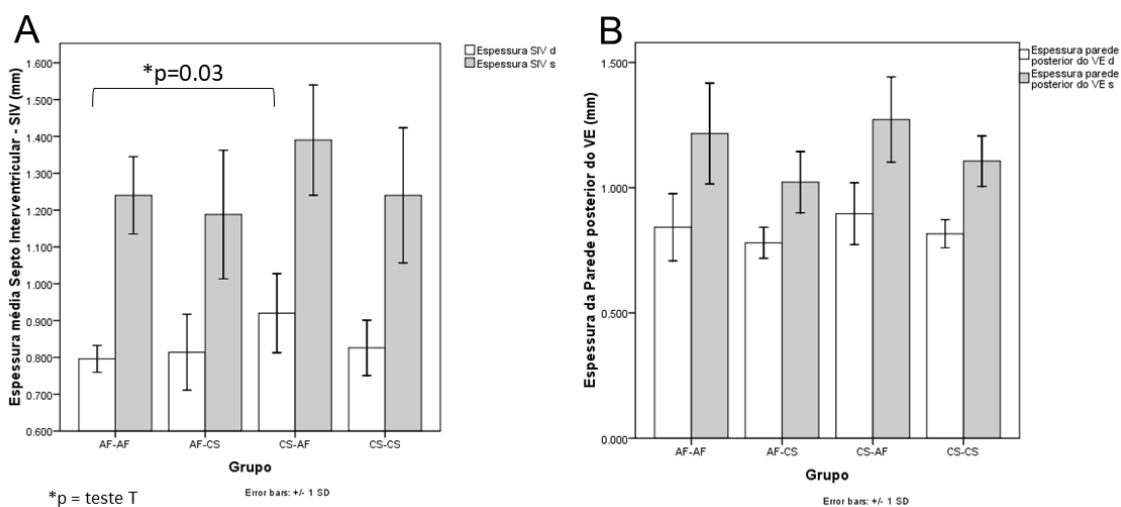 A
Espessura SIV d
Espessura SIV s
*p=0.03
Espessura média Septo Interventricular - SIV (mm)
1.600
1.500
1.400
1.300
1.200
1.100
1.000
0.900
0.800
0.700
0.600
AF-AF AF-CS CS-AF CS-CS
Grupo
Error bars: +/- 1 SD
*p = teste T
B
Espessura parede
posterior do VE d
Espessura parede
posterior do VE s
Espessura da Parede posterior do VE (mm)
1.500
1.000
0.500
0.000
AF-AF AF-CS CS-AF CS-CS
Grupo
Error bars: +/- 1 SD